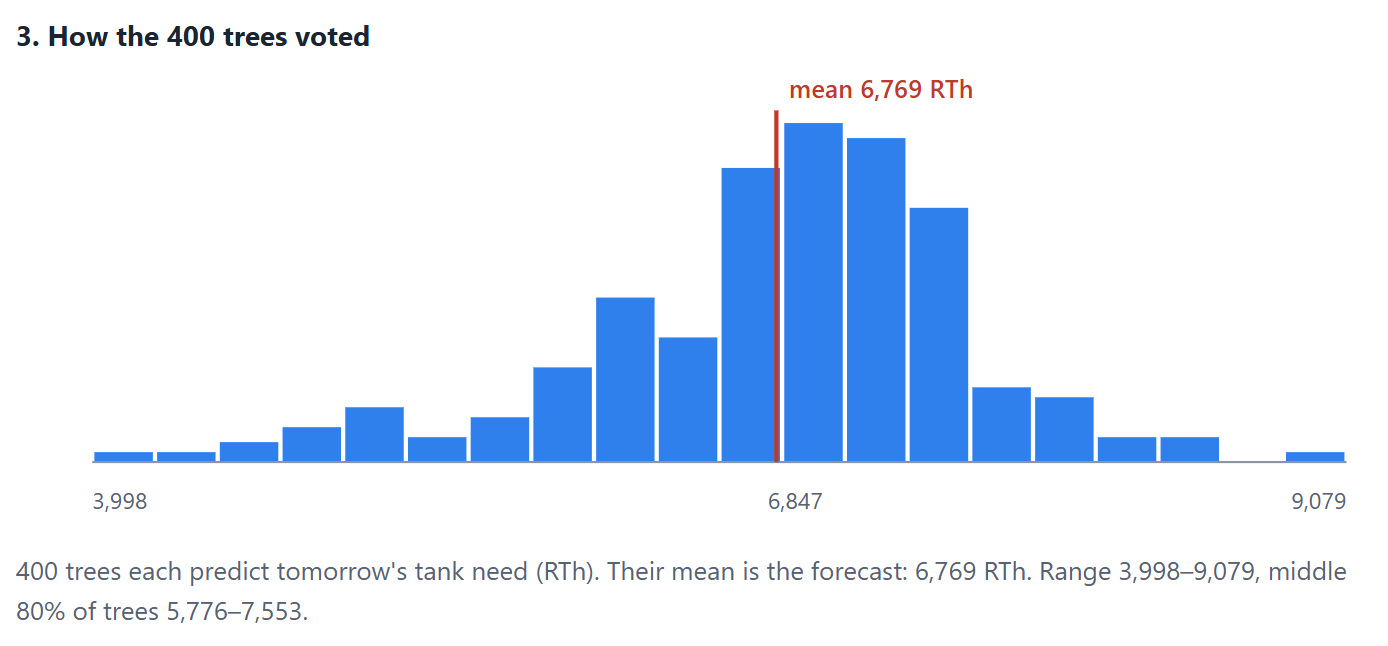 3. How the 400 trees voted
mean 6,769 RTh
3,998
6,847
9,079
400 trees each predict tomorrow's tank need (RTh). Their mean is the forecast: 6,769 RTh. Range 3,998–9,079, middle
80% of trees 5,776–7,553.